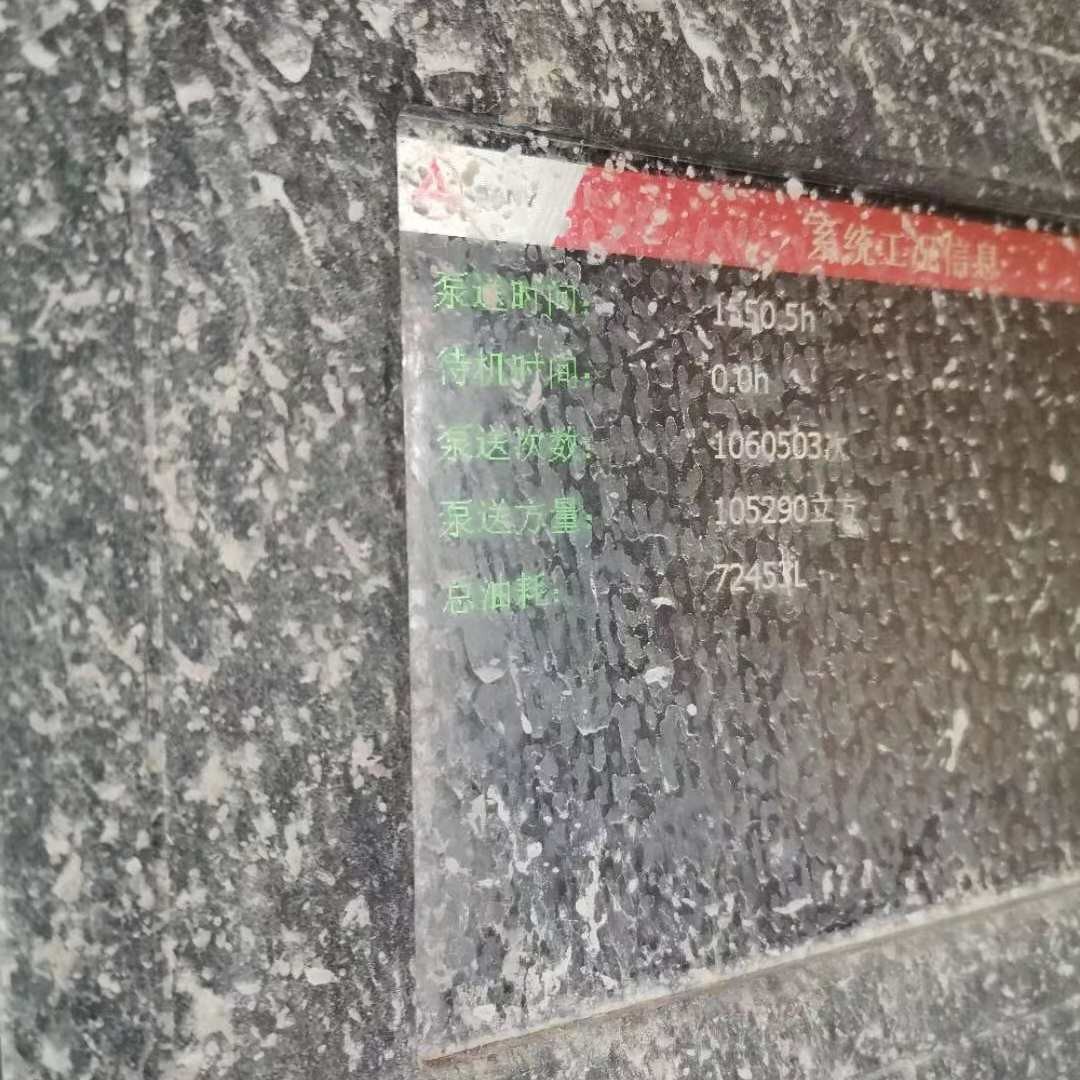 SANY
系统工况信息
泵送时间:
待机时间: 0.0h
泵送次数: 1060503次
泵送方量: 105290立方
总油耗: 72457L